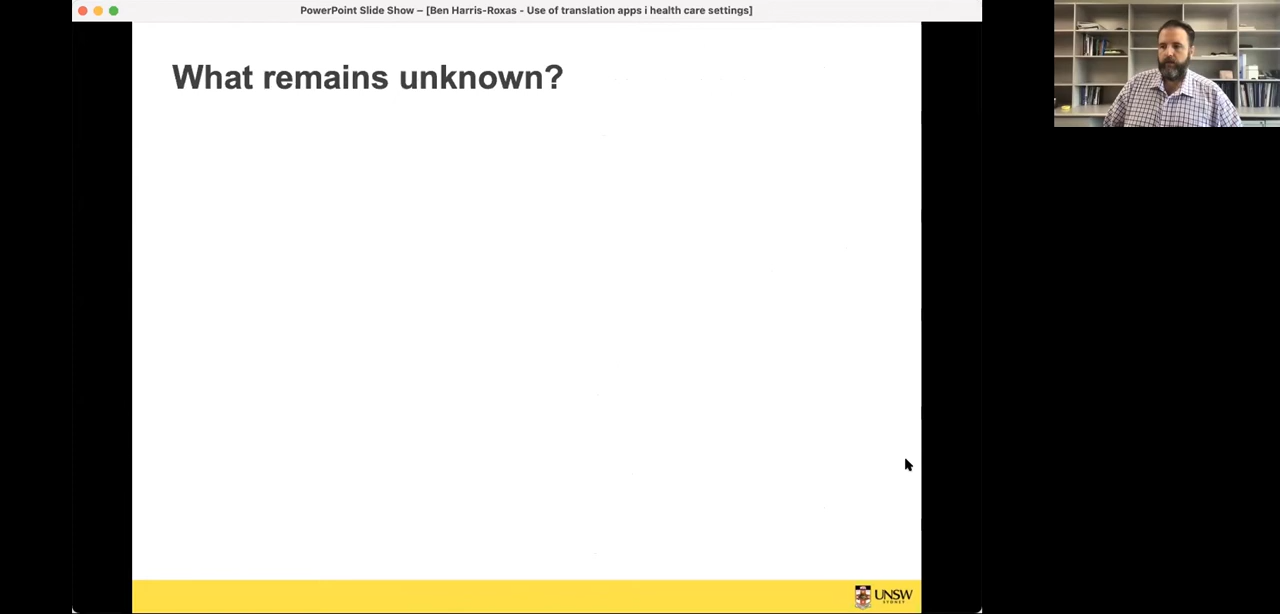 PowerPoint Slide Show – [Ben Harris-Roxas - Use of translation apps i health care settings]
What remains unknown?
UNSW
SYDNEY